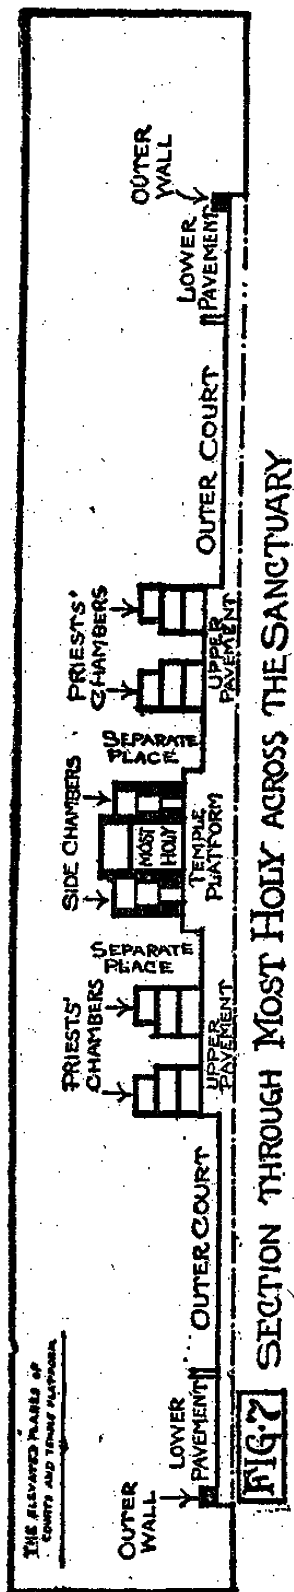 THE ELEVATED PLANES OF
COURTS AND TEMPLE PLATFORM
OUTER
WALL
LOWER
PAVEMENT
OUTER COURT
PRIESTS'
CHAMBERS
UPPER
PAVEMENT
SEPARATE
PLACE
SIDE CHAMBERS
MOST
HOLY
TEMPLE
PLATFORM
SEPARATE
PLACE
PRIESTS'
CHAMBERS
UPPER
PAVEMENT
OUTER COURT
LOWER
PAVEMENT
OUTER
WALL
FIG. 7 SECTION THROUGH MOST HOLY ACROSS THE SANCTUARY